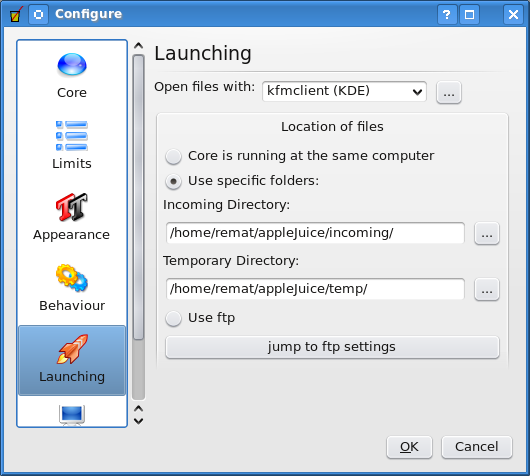 Configure
Core
Limits
Appearance
Behaviour
Launching
Launching
Open files with: kfmclient (KDE) ...
Location of files
Core is running at the same computer
Use specific folders:
Incoming Directory:
/home/remat/appleJuice/incoming/ ...
Temporary Directory:
/home/remat/appleJuice/temp/ ...
Use ftp
jump to ftp settings
OK Cancel